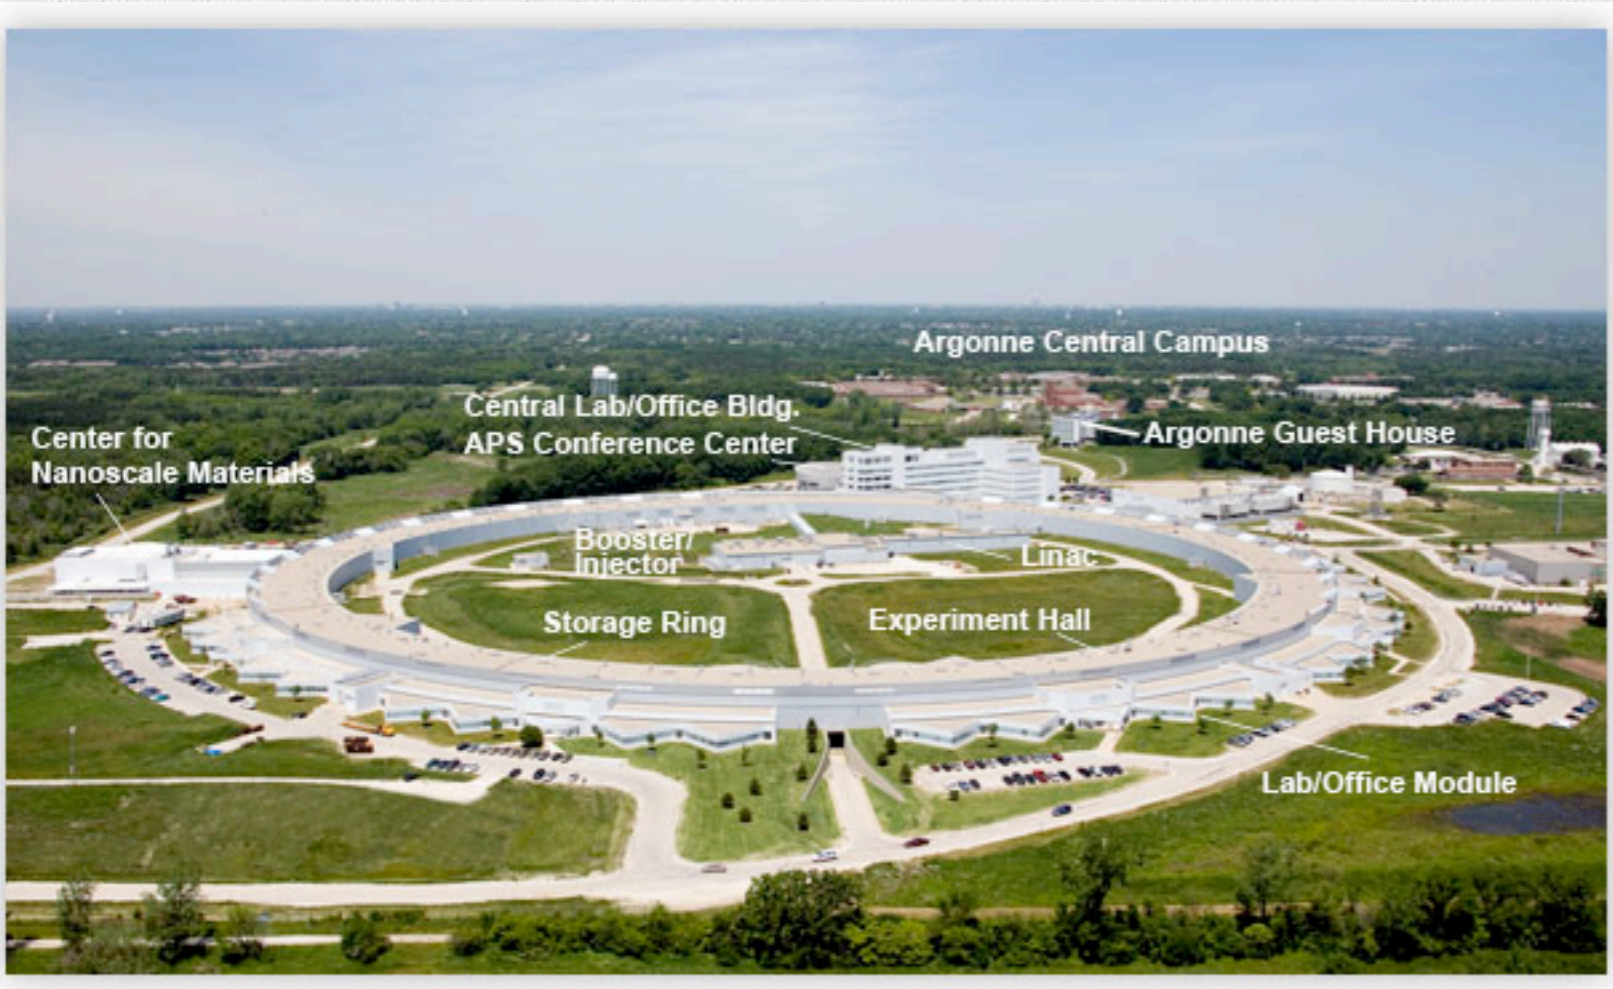 Argonne Central Campus
Central Lab/Office Bldg.
APS Conference Center
Argonne Guest House
Center for
Nanoscale Materials
Booster/
Injector
Linac
Storage Ring
Experiment Hall
Lab/Office Module